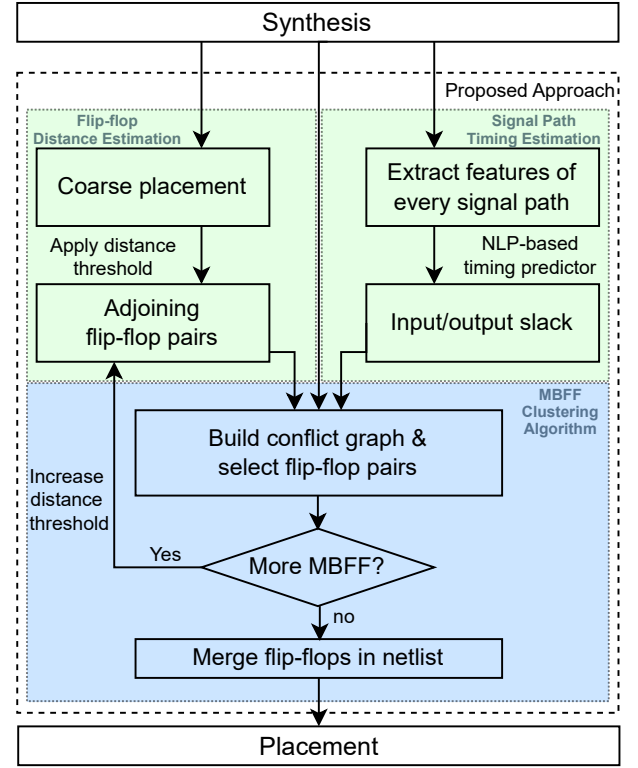 Synthesis
Proposed Approach
Flip-flop
Distance Estimation
Signal Path
Timing Estimation
Coarse placement
Extract features of
every signal path
Apply distance
threshold
NLP-based
timing predictor
Adjoining
flip-flop pairs
Input/output slack
MBFF
Clustering
Algorithm
Build conflict graph &
select flip-flop pairs
Increase
distance
threshold
Yes
More MBFF?
no
Merge flip-flops in netlist
Placement